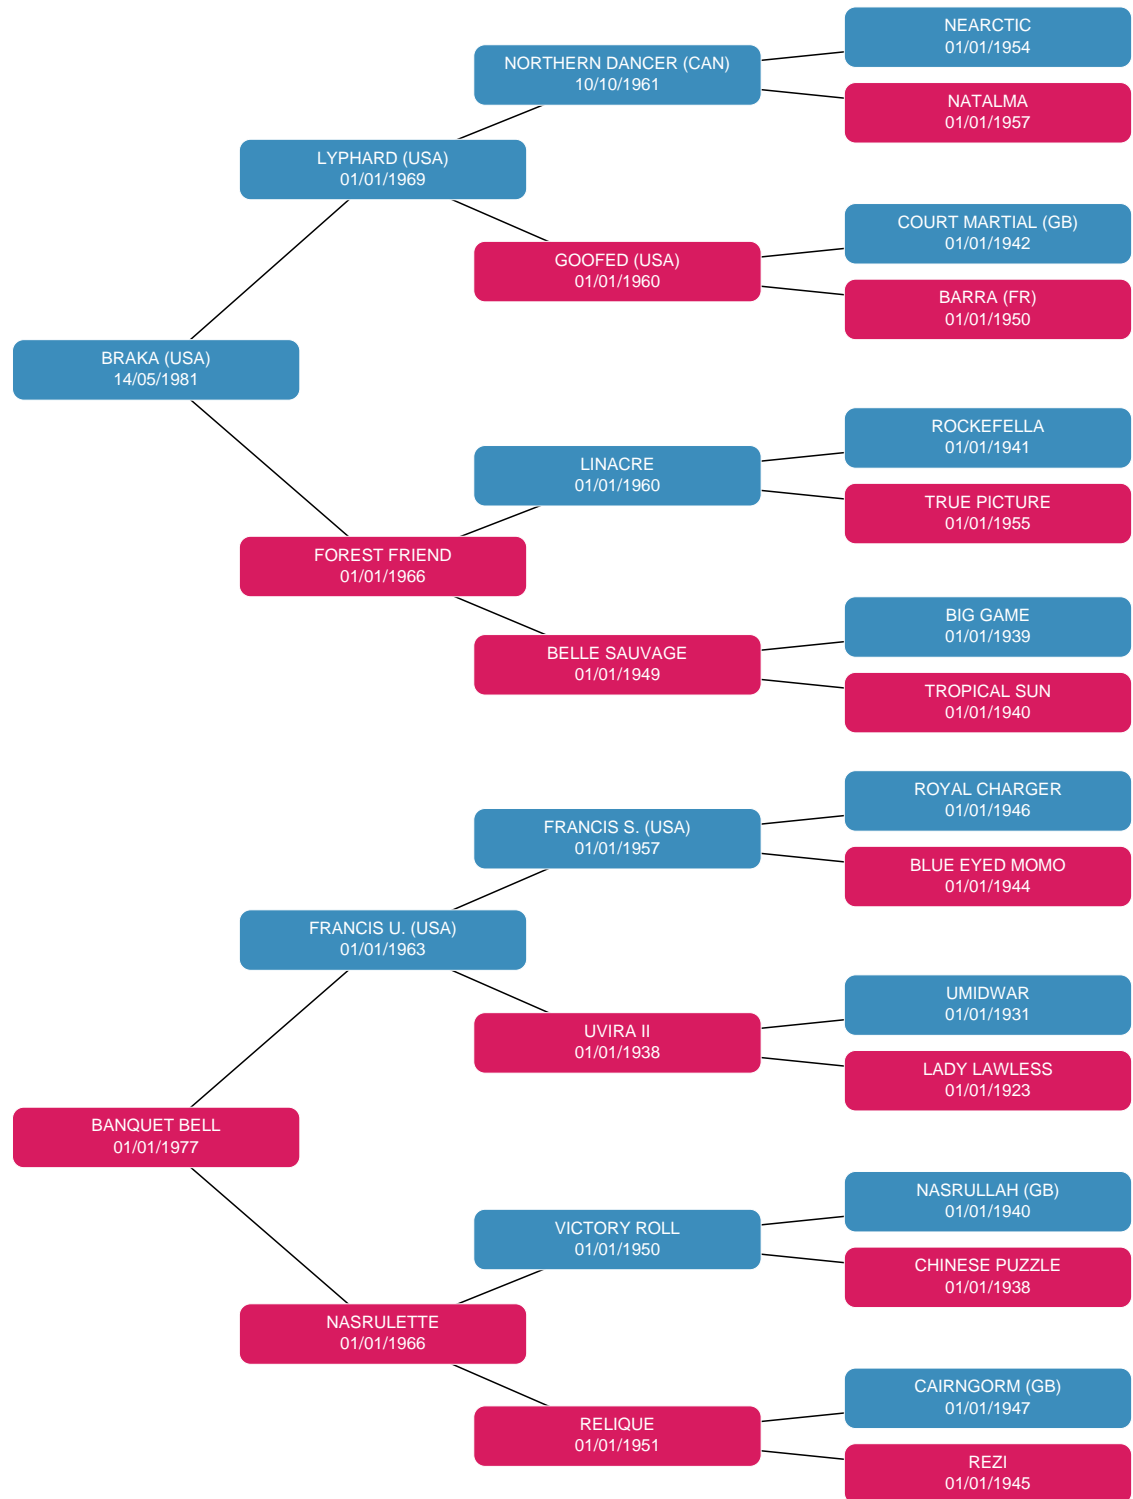 NEARCTIC
01/01/1954
NORTHERN DANCER (CAN)
10/10/1961
NATALMA
01/01/1957
LYPHARD (USA)
01/01/1969
COURT MARTIAL (GB)
01/01/1942
GOOFED (USA)
01/01/1960
BARRA (FR)
01/01/1950
BRAKA (USA)
14/05/1981
ROCKEFELLA
01/01/1941
LINACRE
01/01/1960
TRUE PICTURE
01/01/1955
FOREST FRIEND
01/01/1966
BIG GAME
01/01/1939
BELLE SAUVAGE
01/01/1949
TROPICAL SUN
01/01/1940
ROYAL CHARGER
01/01/1946
FRANCIS S. (USA)
01/01/1957
BLUE EYED MOMO
01/01/1944
FRANCIS U. (USA)
01/01/1963
UMIDWAR
01/01/1931
UVIRA II
01/01/1938
LADY LAWLESS
01/01/1923
BANQUET BELL
01/01/1977
NASRULLAH (GB)
01/01/1940
VICTORY ROLL
01/01/1950
CHINESE PUZZLE
01/01/1938
NASRULETTE
01/01/1966
CAIRNGORM (GB)
01/01/1947
RELIQUE
01/01/1951
REZI
01/01/1945